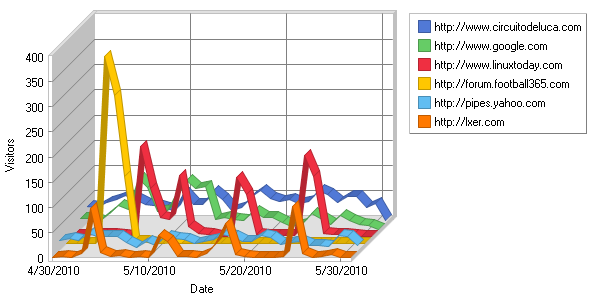 http://www.circuitodeluca.com
http://www.google.com
http://www.linuxtoday.com
http://forum.football365.com
http://pipes.yahoo.com
http://lxer.com
Visitors
400
350
300
250
200
150
100
50
0
4/30/2010 5/10/2010 5/20/2010 5/30/2010
Date